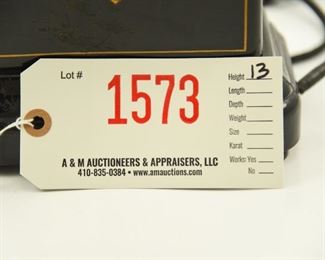 Lot #
1573
A & M AUCTIONEERS & APPRAISERS, LLC
410-835-0384 • www.amauctions.com
Height 13
Length
Depth
Weight
Size
Karat
Works: Yes
No